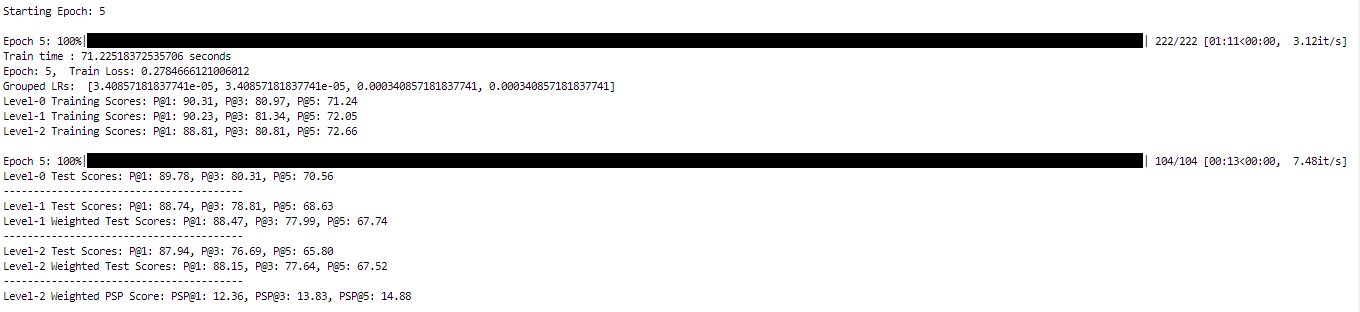 Starting Epoch: 5
Epoch 5: 100%| | 222/222 [01:11<00:00, 3.12it/s]
Train time : 71.22518372535706 seconds
Epoch: 5, Train Loss: 0.2784666121006012
Grouped LRs: [3.40857181837741e-05, 3.40857181837741e-05, 0.000340857181837741, 0.000340857181837741]
Level-0 Training Scores: P@1: 90.31, P@3: 80.97, P@5: 71.24
Level-1 Training Scores: P@1: 90.23, P@3: 81.34, P@5: 72.05
Level-2 Training Scores: P@1: 88.81, P@3: 80.81, P@5: 72.66
Epoch 5: 100%| | 104/104 [00:13<00:00, 7.48it/s]
Level-0 Test Scores: P@1: 89.78, P@3: 80.31, P@5: 70.56
----------------------------------------
Level-1 Test Scores: P@1: 88.74, P@3: 78.81, P@5: 68.63
Level-1 Weighted Test Scores: P@1: 88.47, P@3: 77.99, P@5: 67.74
----------------------------------------
Level-2 Test Scores: P@1: 87.94, P@3: 76.69, P@5: 65.80
Level-2 Weighted Test Scores: P@1: 88.15, P@3: 77.64, P@5: 67.52
----------------------------------------
Level-2 Weighted PSP Score: PSP@1: 12.36, PSP@3: 13.83, PSP@5: 14.88